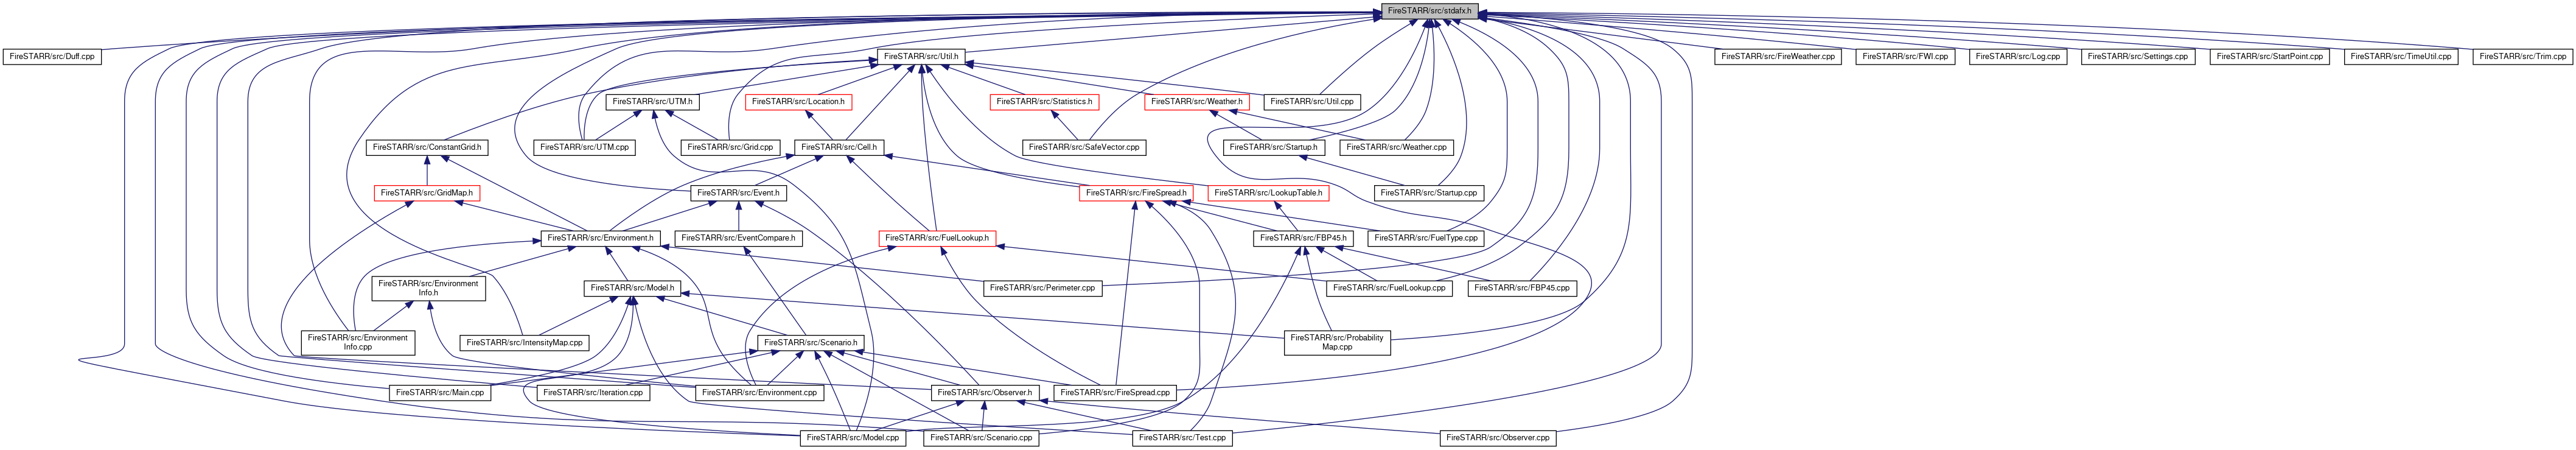 FireSTARR/src/stdafx.h
FireSTARR/src/Duff.cpp
FireSTARR/src/Util.h
FireSTARR/src/FireWeather.cpp
FireSTARR/src/FWI.cpp
FireSTARR/src/Log.cpp
FireSTARR/src/Settings.cpp
FireSTARR/src/StartPoint.cpp
FireSTARR/src/TimeUtil.cpp
FireSTARR/src/Trim.cpp
FireSTARR/src/UTM.h
FireSTARR/src/Location.h
FireSTARR/src/Statistics.h
FireSTARR/src/Weather.h
FireSTARR/src/Util.cpp
FireSTARR/src/ConstantGrid.h
FireSTARR/src/UTM.cpp
FireSTARR/src/Grid.cpp
FireSTARR/src/Cell.h
FireSTARR/src/SafeVector.cpp
FireSTARR/src/Startup.h
FireSTARR/src/Weather.cpp
FireSTARR/src/GridMap.h
FireSTARR/src/Event.h
FireSTARR/src/FireSpread.h
FireSTARR/src/LookupTable.h
FireSTARR/src/Startup.cpp
FireSTARR/src/Environment.h
FireSTARR/src/EventCompare.h
FireSTARR/src/FuelLookup.h
FireSTARR/src/FBP45.h
FireSTARR/src/FuelType.cpp
FireSTARR/src/Environment
Info.h
FireSTARR/src/Model.h
FireSTARR/src/Perimeter.cpp
FireSTARR/src/FuelLookup.cpp
FireSTARR/src/FBP45.cpp
FireSTARR/src/Environment
Info.cpp
FireSTARR/src/IntensityMap.cpp
FireSTARR/src/Scenario.h
FireSTARR/src/Probability
Map.cpp
FireSTARR/src/Main.cpp
FireSTARR/src/Iteration.cpp
FireSTARR/src/Environment.cpp
FireSTARR/src/Observer.h
FireSTARR/src/FireSpread.cpp
FireSTARR/src/Model.cpp
FireSTARR/src/Scenario.cpp
FireSTARR/src/Test.cpp
FireSTARR/src/Observer.cpp